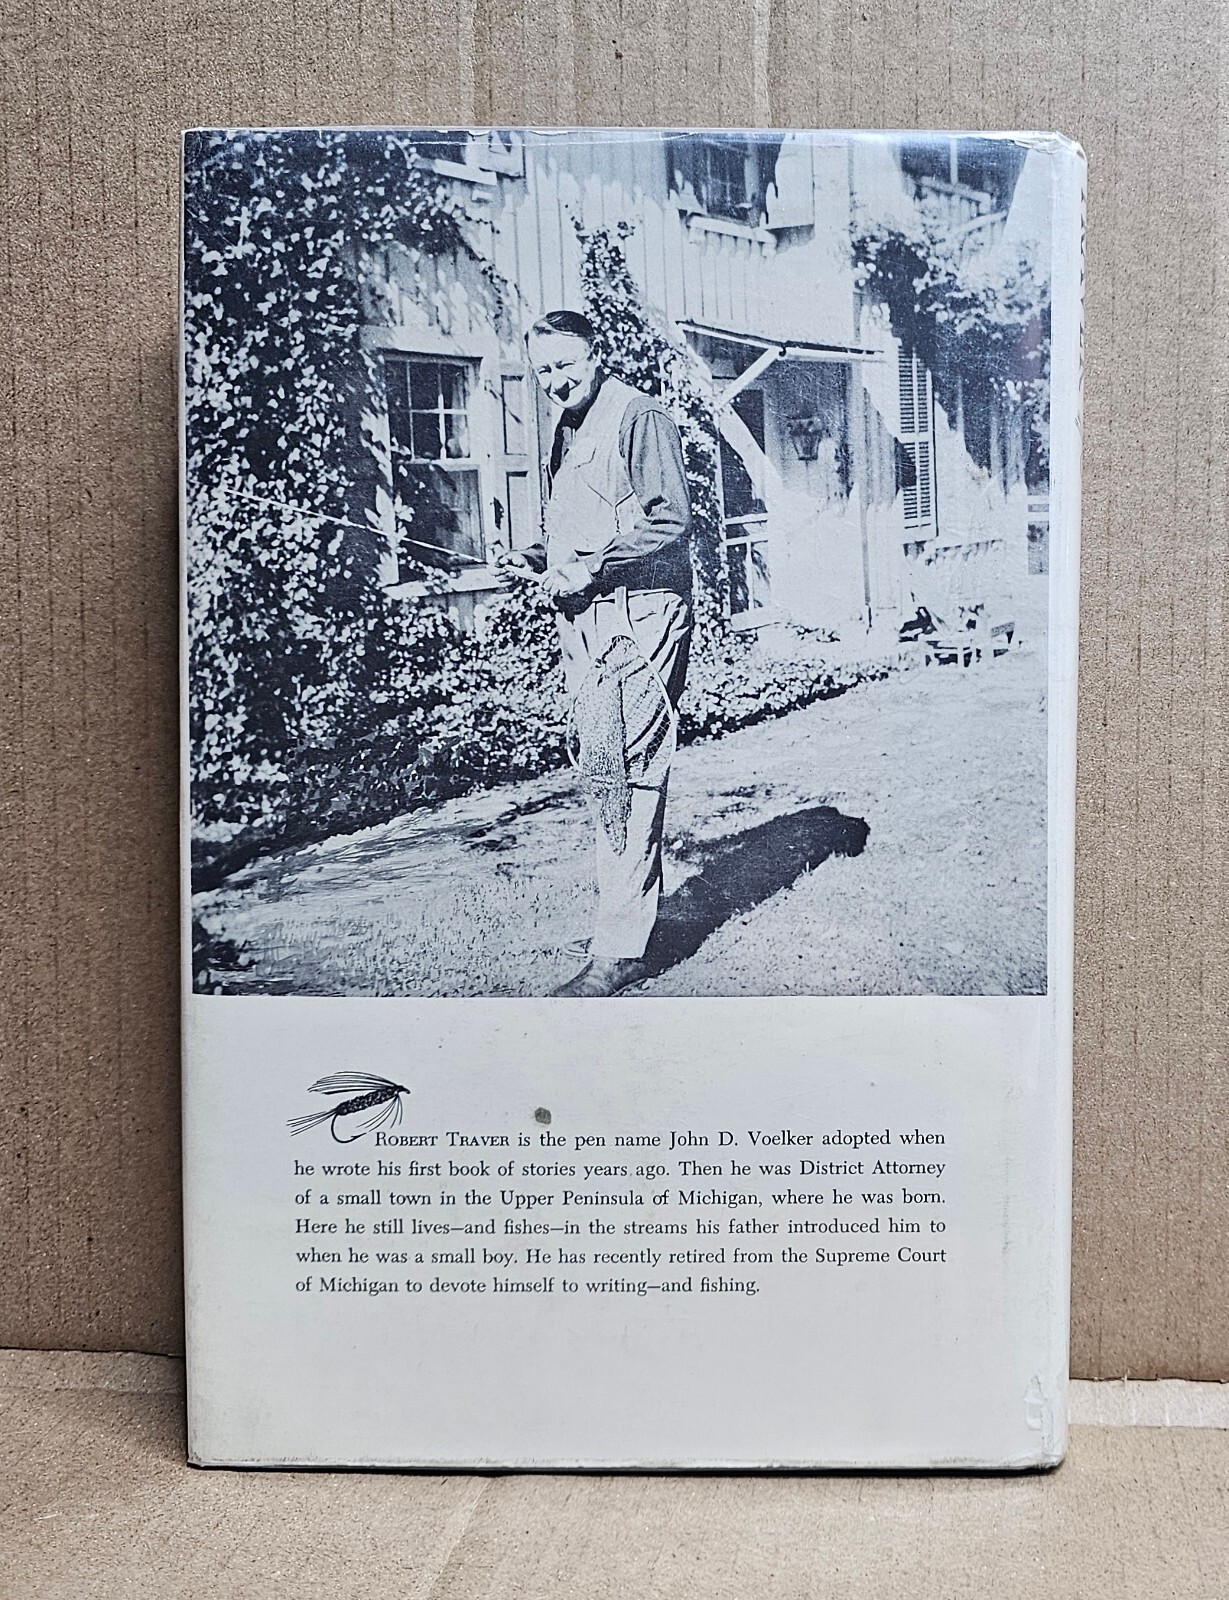 ROBERT TRAVER is the pen name John D. Voelker adopted when
he wrote his first book of stories years ago. Then he was District Attorney
of a small town in the Upper Peninsula of Michigan, where he was born.
Here he still lives—and fishes—in the streams his father introduced him to
when he was a small boy. He has recently retired from the Supreme Court
of Michigan to devote himself to writing—and fishing.